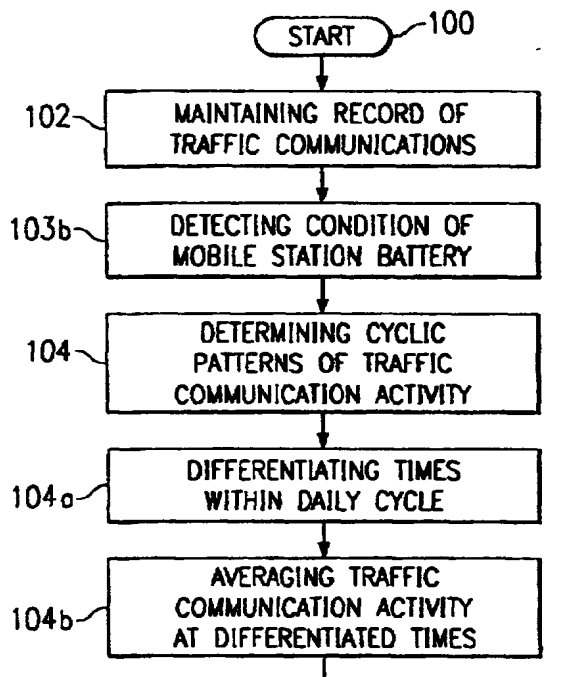 START
100
102
MAINTAINING RECORD OF
TRAFFIC COMMUNICATIONS
103b
DETECTING CONDITION OF
MOBILE STATION BATTERY
104
DETERMINING CYCLIC
PATTERNS OF TRAFFIC
COMMUNICATION ACTIVITY
104a
DIFFERENTIATING TIMES
WITHIN DAILY CYCLE
104b
AVERAGING TRAFFIC
COMMUNICATION ACTIVITY
AT DIFFERENTIATED TIMES